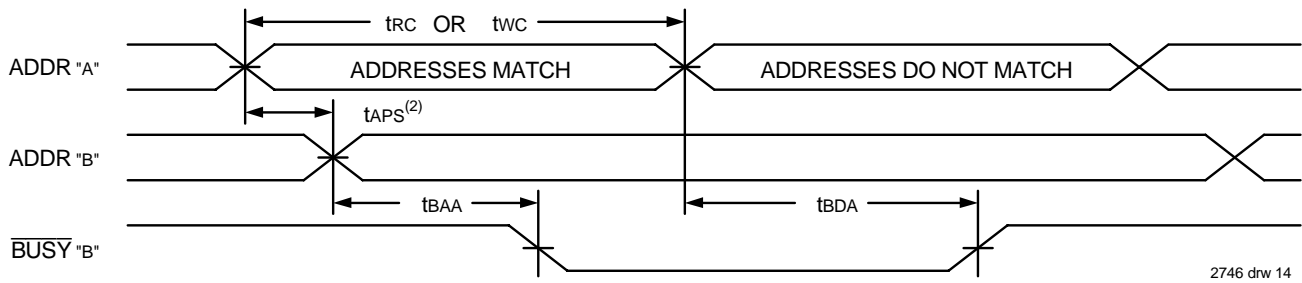 tRC OR tWC
ADDR "A"
ADDRESSES MATCH
ADDRESSES DO NOT MATCH
tAPS(2)
ADDR "B"
tBAA
tBDA
BUSY "B"
2746 drw 14